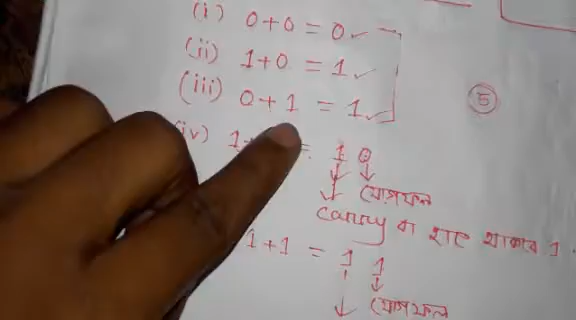 (i) 0+0 = 0 ✓
(ii) 1+0 = 1 ✓
(iii) 0+1 = 1 ✓
5
iv) 1+ = 1 0
যোগফল
carry বা হাতে থাকবে 1.
1+1 = 1 1
যোগফল